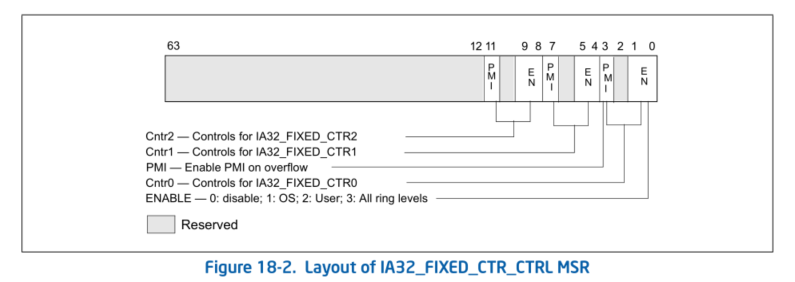 63 12 11 9 8 7 5 4 3 2 1 0
PMI EN PMI EN PMI EN
Cntr2 — Controls for IA32_FIXED_CTR2
Cntr1 — Controls for IA32_FIXED_CTR1
PMI — Enable PMI on overflow
Cntr0 — Controls for IA32_FIXED_CTR0
ENABLE — 0: disable; 1: OS; 2: User; 3: All ring levels
Reserved
Figure 18-2. Layout of IA32_FIXED_CTR_CTRL MSR